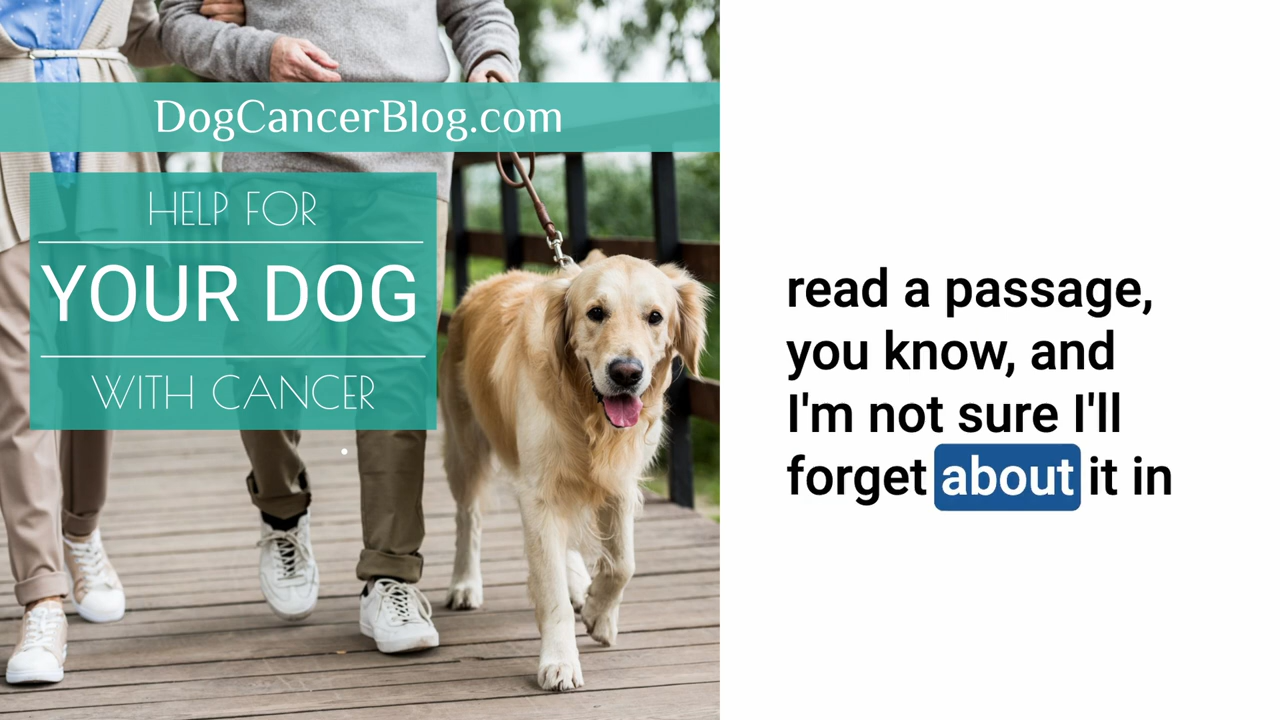 DogCancerBlog.com
HELP FOR
YOUR DOG
WITH CANCER
read a passage,
you know, and
I'm not sure I'll
forget about it in